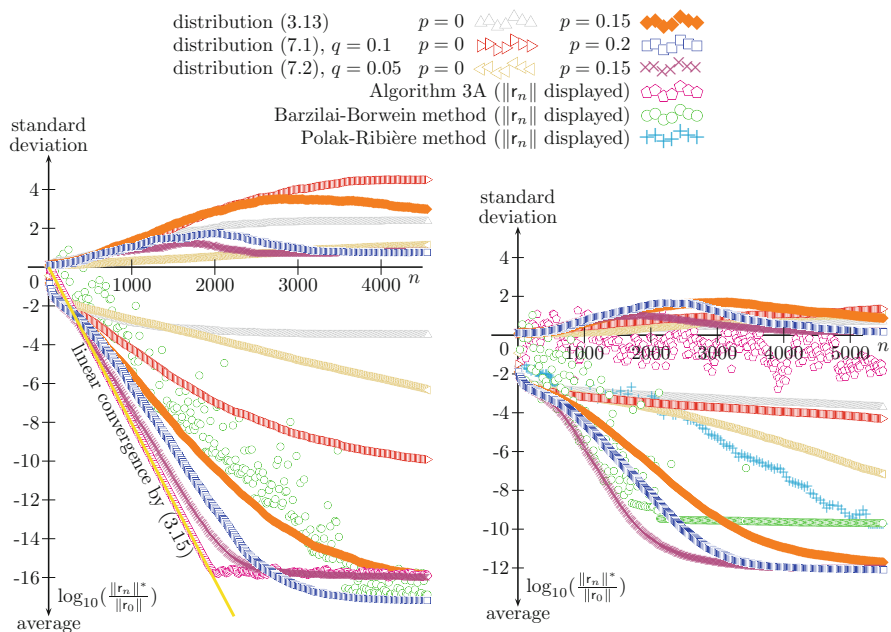 distribution (3.13) p = 0 p = 0.15
distribution (7.1), q = 0.1 p = 0 p = 0.2
distribution (7.2), q = 0.05 p = 0 p = 0.15
Algorithm 3A (‖r_n‖ displayed)
Barzilai-Borwein method (‖r_n‖ displayed)
Polak-Ribière method (‖r_n‖ displayed)
standard
deviation
4
2
0
1000 2000 3000 4000 n
-2
-4
-6
-8
-10
-12
-14
-16
linear convergence by (3.15)
log₁₀(‖r_n‖*/‖r₀‖)
average
standard
deviation
4
2
0
1000 2000 3000 4000 5000 n
-2
-4
-6
-8
-10
-12
log₁₀(‖r_n‖*/‖r₀‖)
average